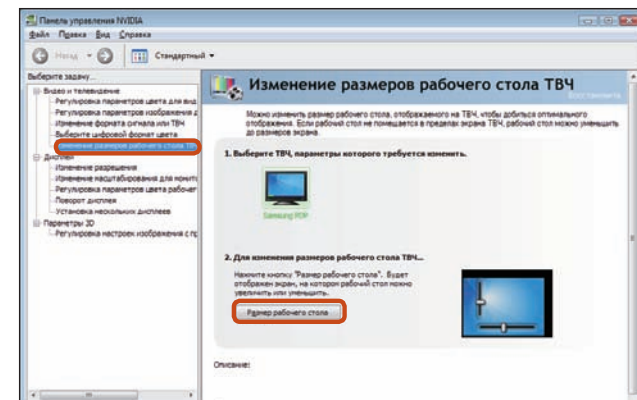 Панель управления NVIDIA
Файл Правка Вид Справка
Назад Стандартный
Выберите задачу...
Видео и телевидение
Регулировка параметров цвета для вид
Регулировка параметров изображения д
Изменение формата сигнала или ТВЧ
Выберите цифровой формат цвета
Изменение размеров рабочего стола ТВЧ
Дисплей
Изменение разрешения
Изменение масштабирования для монит
Регулировка параметров цвета рабочег
Поворот дисплея
Установка нескольких дисплеев
Параметры 3D
Регулировка настроек изображения с пр
Изменение размеров рабочего стола ТВЧ
Восстановить
Можно изменить размер рабочего стола, отображаемого на ТВЧ, чтобы добиться оптимального
отображения. Если рабочий стол не помещается в пределах экрана ТВЧ, рабочий стол можно уменьшить
до размеров экрана.
1. Выберите ТВЧ, параметры которого требуется изменить.
Samsung PDP
2. Для изменения размеров рабочего стола ТВЧ...
Нажмите кнопку "Размер рабочего стола". Будет
отображен экран, на котором рабочий стол можно
увеличить или уменьшить.
Размер рабочего стола
Описание: